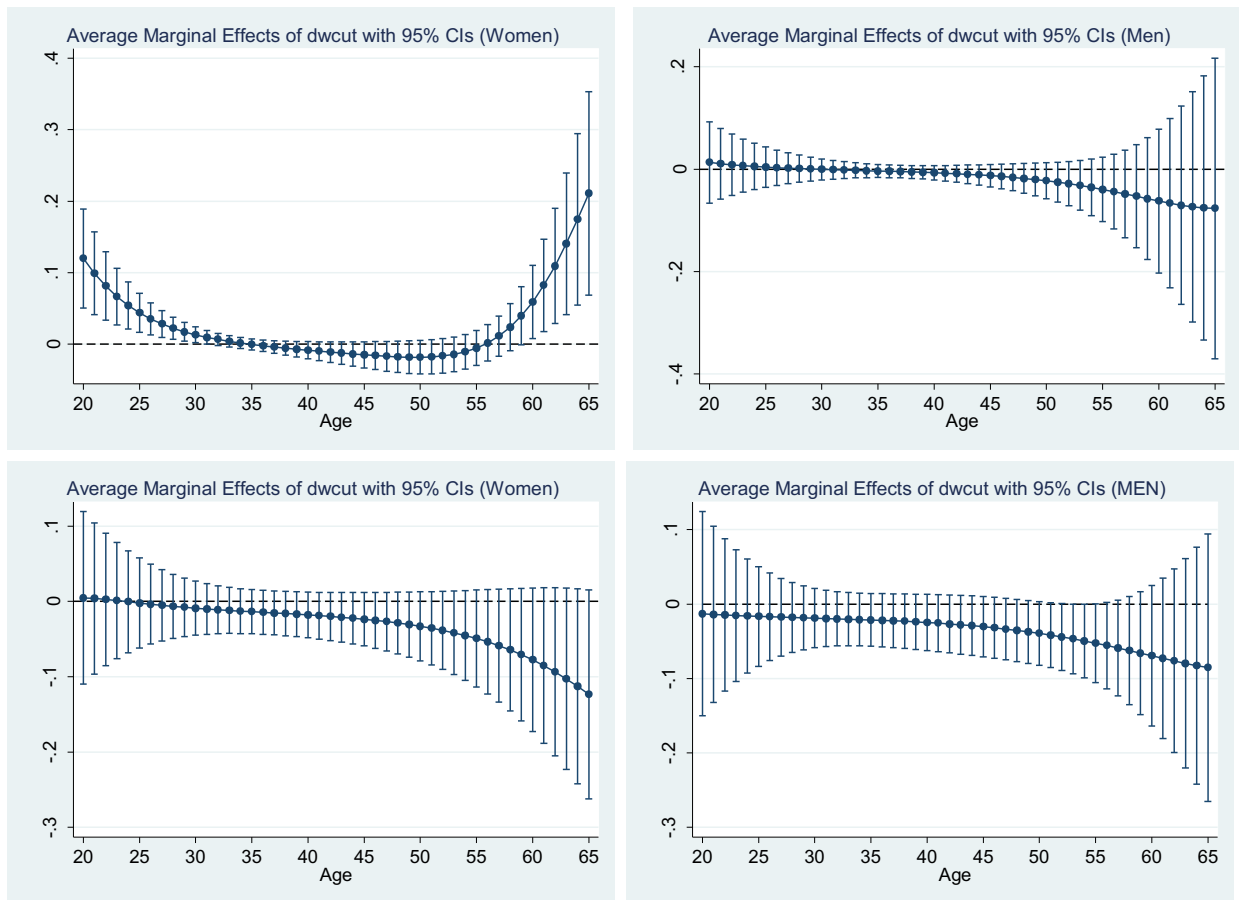 Average Marginal Effects of dwcut with 95% CIs (Women)
.4
.3
.2
.1
0
20 25 30 35 40 45 50 55 60 65
Age
Average Marginal Effects of dwcut with 95% CIs (Men)
.2
0
-.2
-.4
20 25 30 35 40 45 50 55 60 65
Age
Average Marginal Effects of dwcut with 95% CIs (Women)
.1
0
-.1
-.2
-.3
20 25 30 35 40 45 50 55 60 65
Age
Average Marginal Effects of dwcut with 95% CIs (MEN)
.1
0
-.1
-.2
-.3
20 25 30 35 40 45 50 55 60 65
Age